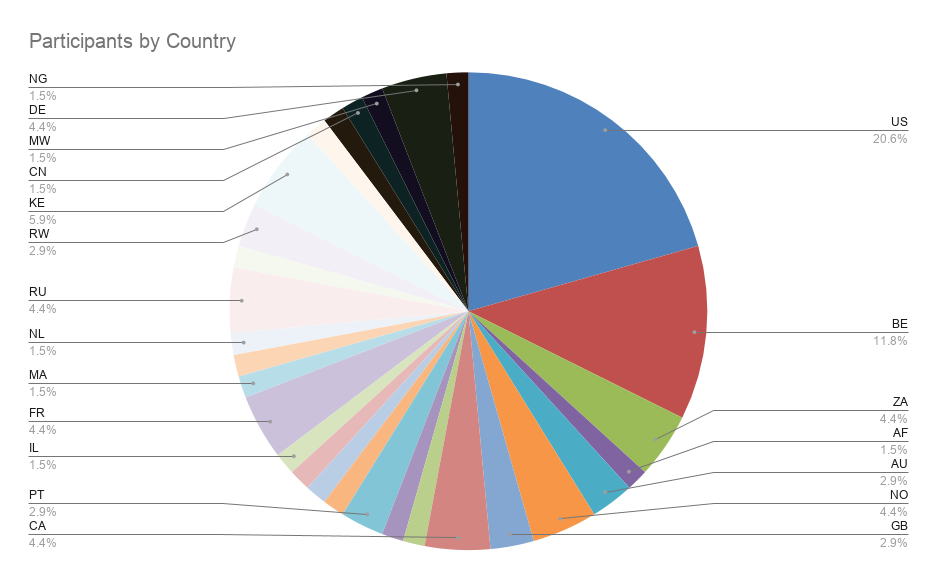 Participants by Country
NG
1.5%
DE
4.4%
MW
1.5%
CN
1.5%
KE
5.9%
RW
2.9%
RU
4.4%
NL
1.5%
MA
1.5%
FR
4.4%
IL
1.5%
PT
2.9%
CA
4.4%
US
20.6%
BE
11.8%
ZA
4.4%
AF
1.5%
AU
2.9%
NO
4.4%
GB
2.9%